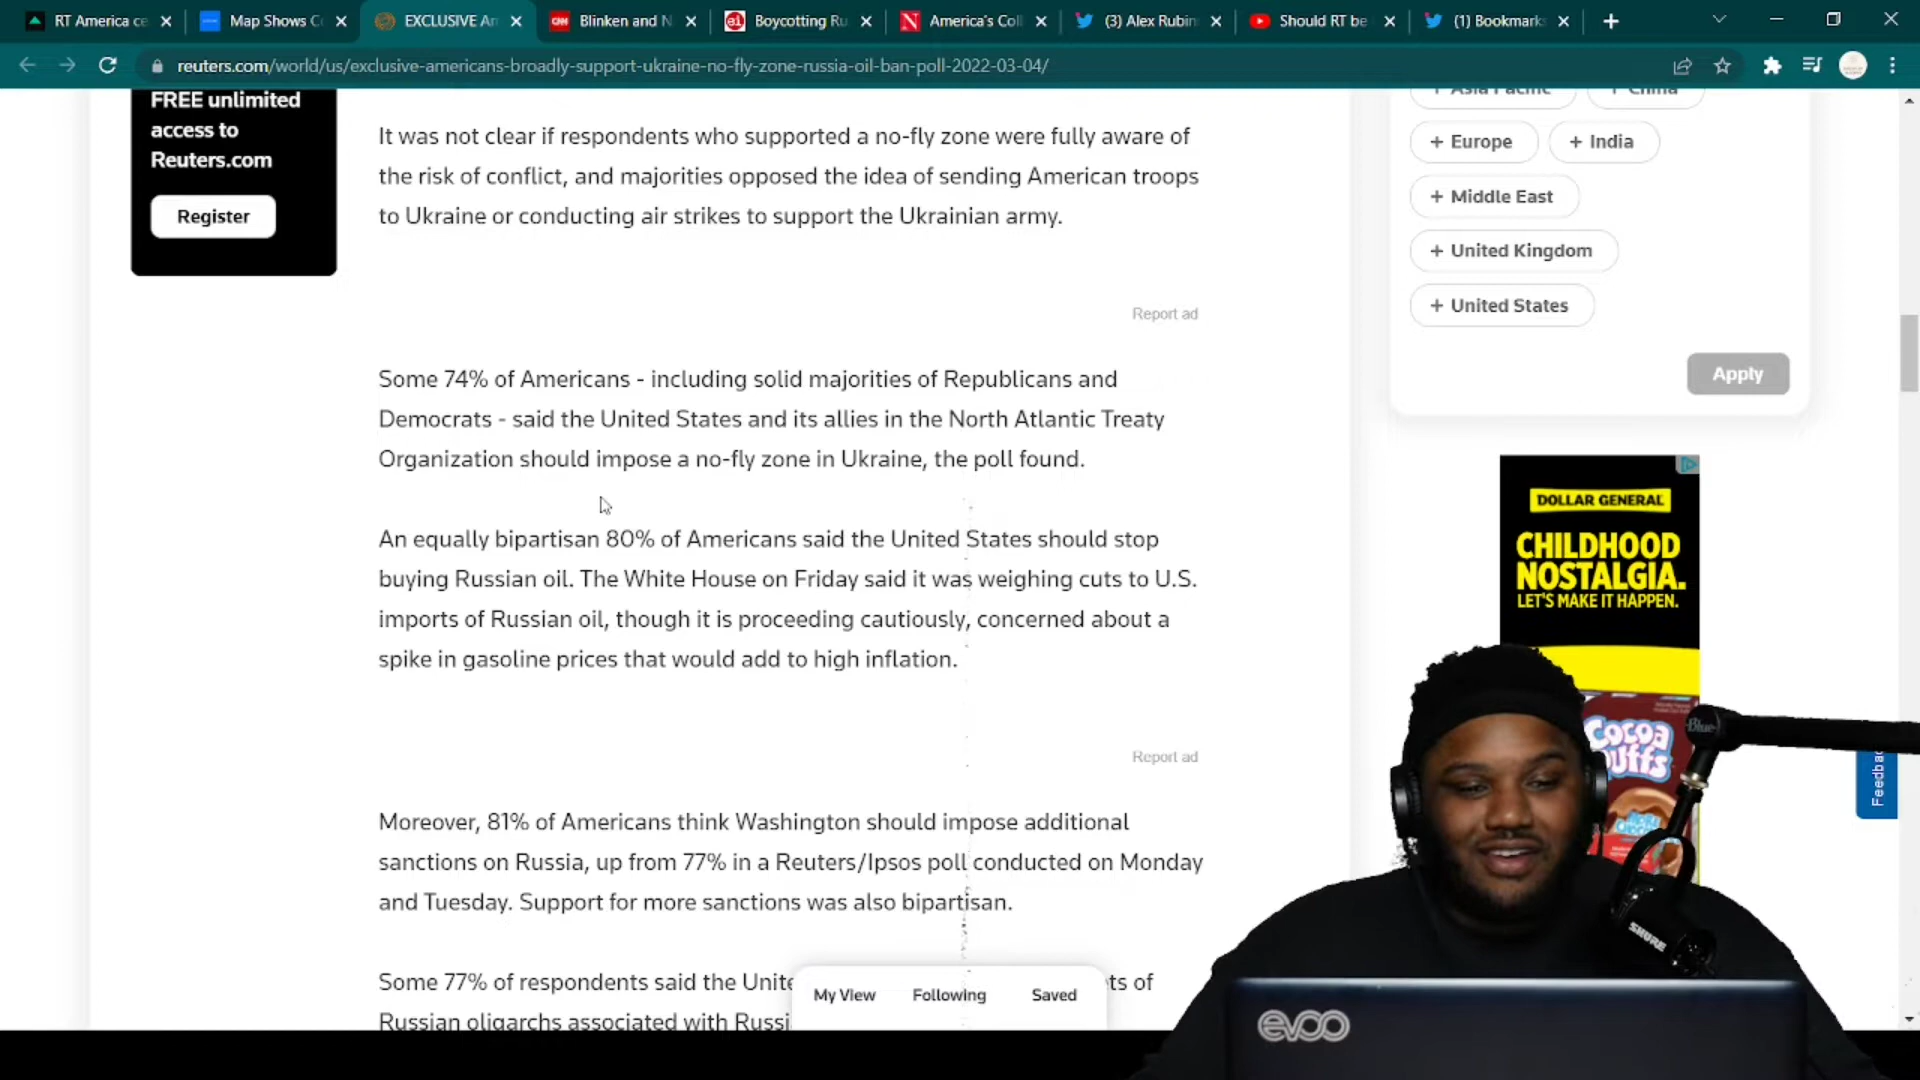 RT America ce
Map Shows C
EXCLUSIVE An
CNN
Blinken and N
Boycotting Ru
America's Coll
(3) Alex Rubin
Should RT be
(1) Bookmark
reuters.com/world/us/exclusive-americans-broadly-support-ukraine-no-fly-zone-russia-oil-ban-poll-2022-03-04/
FREE unlimited
access to
Reuters.com
Register
It was not clear if respondents who supported a no-fly zone were fully aware of
the risk of conflict, and majorities opposed the idea of sending American troops
to Ukraine or conducting air strikes to support the Ukrainian army.
Report ad
Some 74% of Americans - including solid majorities of Republicans and
Democrats - said the United States and its allies in the North Atlantic Treaty
Organization should impose a no-fly zone in Ukraine, the poll found.
An equally bipartisan 80% of Americans said the United States should stop
buying Russian oil. The White House on Friday said it was weighing cuts to U.S.
imports of Russian oil, though it is proceeding cautiously, concerned about a
spike in gasoline prices that would add to high inflation.
Report ad
Moreover, 81% of Americans think Washington should impose additional
sanctions on Russia, up from 77% in a Reuters/Ipsos poll conducted on Monday
and Tuesday. Support for more sanctions was also bipartisan.
Some 77% of respondents said the Unite
ts of
Russian oligarchs associated with Russi
My View
Following
Saved
+ Asia Pacific
+ China
+ Europe
+ India
+ Middle East
+ United Kingdom
+ United States
Apply
DOLLAR GENERAL
CHILDHOOD
NOSTALGIA.
LET'S MAKE IT HAPPEN.
COCOA
PUFFS
Blue
SHURE
Feedbac
evoo